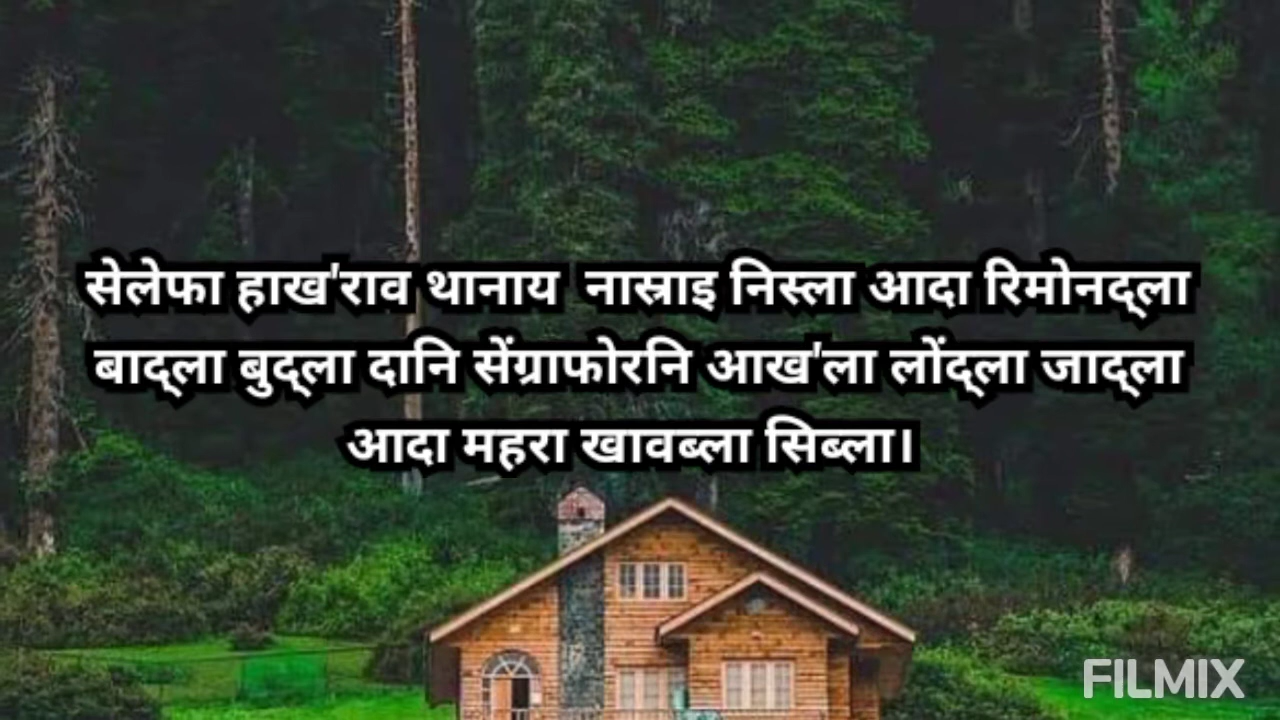 सेलेफा हाख'राव थानाय नास्राइ निस्ला आदा रिमोनद्ला
बाद्ला बुद्ला दानि सेंग्राफोरनि आख'ला लोंद्ला जाद्ला
आदा महरा खावब्ला सिब्ला।
FILMIX